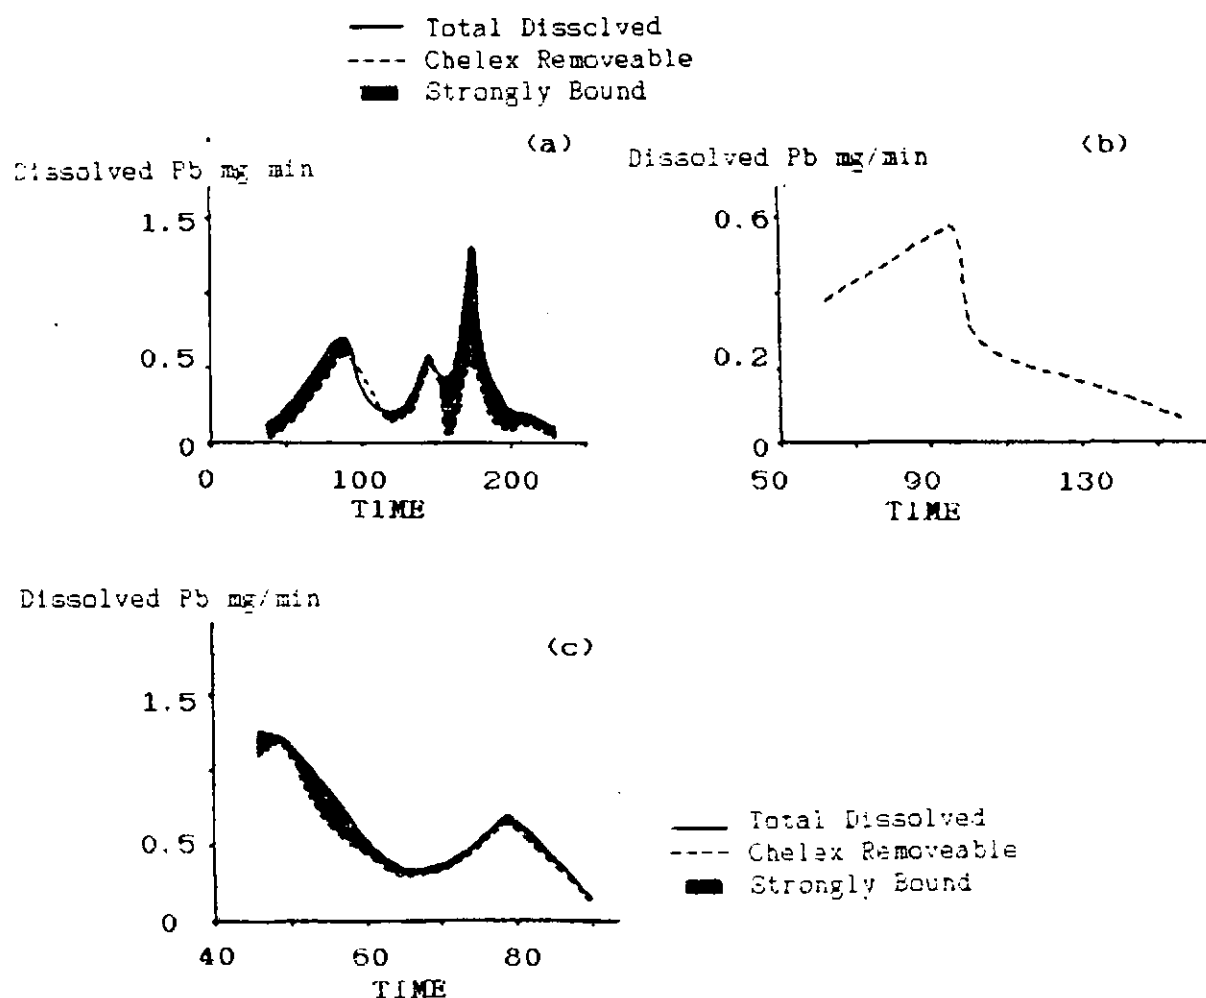 Total Dissolved
Chelex Removeable
Strongly Bound
(a)
Dissolved Pb mg min
1.5
0.5
0
0 100 200
TIME
(b)
Dissolved Pb mg/min
0.6
0.2
0
50 90 130
TIME
Dissolved Pb mg/min
(c)
1.5
0.5
0
40 60 80
TIME
Total Dissolved
Chelex Removeable
Strongly Bound